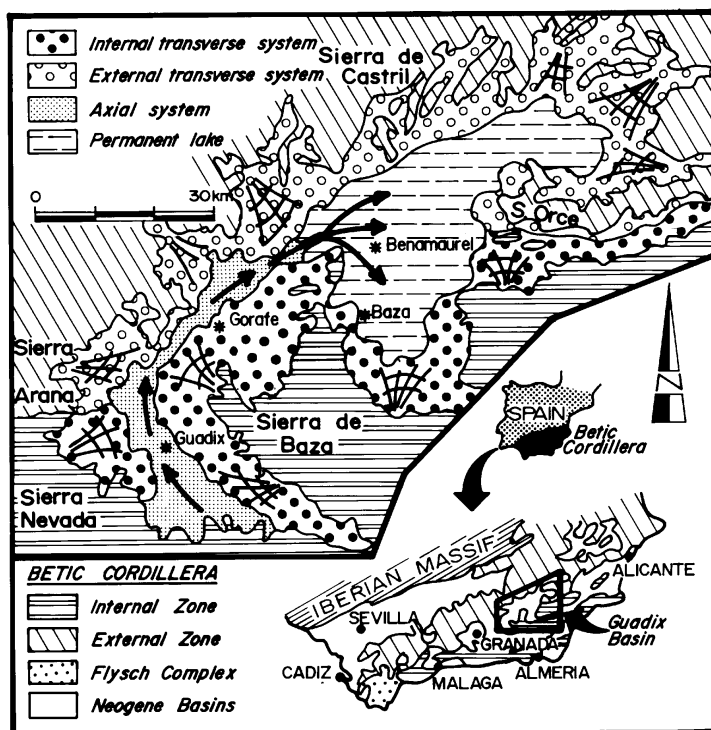 Internal transverse system
External transverse system
Axial system
Permanent lake
Sierra de
Castril
0 30km
S. Orce
Benamaurel
Baza
Gorafe
Sierra
Arana
Guadix
Sierra de
Baza
Sierra
Nevada
N
SPAIN
Betic
Cordillera
BETIC CORDILLERA
Internal Zone
External Zone
Flysch Complex
Neogene Basins
IBERIAN MASSIF
ALICANTE
SEVILLA
Guadix
Basin
GRANADA
CADIZ
MALAGA
ALMERIA